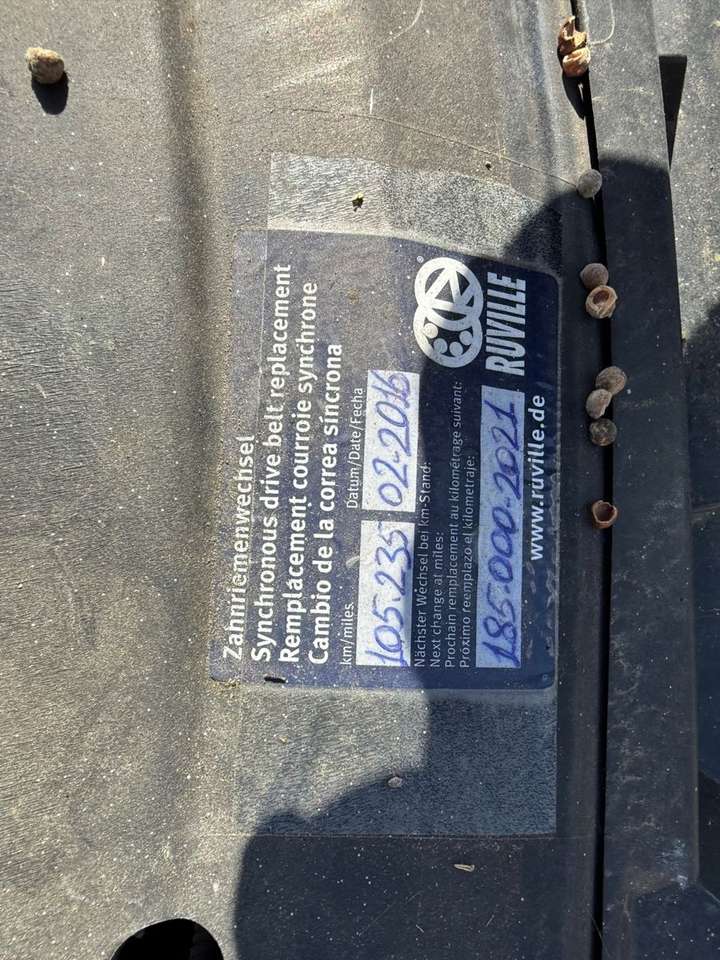 Zahnriemenwechsel
Synchronous drive belt replacement
Remplacement courroie synchrone
Cambio de la correa síncrona
km/miles Datum/Date/Fecha
105.235 02-2016
Nächster Wechsel bei km-Stand:
Next change at miles:
Prochain remplacement au kilométrage suivant:
Próximo reemplazo el kilometraje:
185.000-2021
www.ruville.de
® RUVILLE